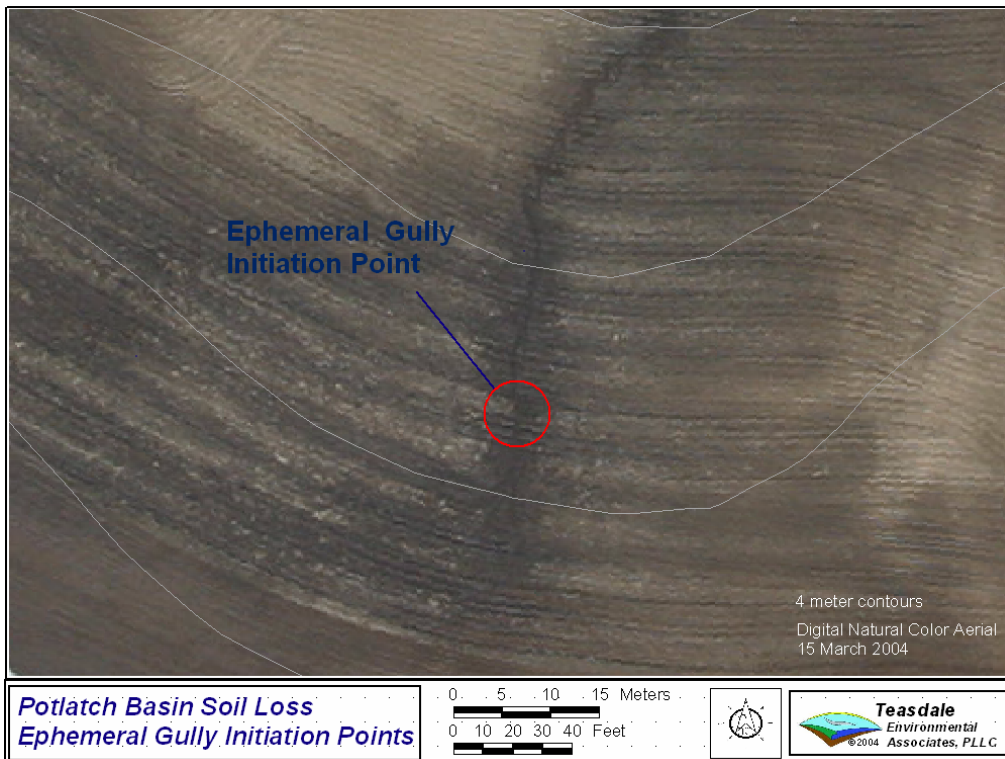 Ephemeral Gully
Initiation Point
4 meter contours
Digital Natural Color Aerial
15 March 2004
Potlatch Basin Soil Loss
Ephemeral Gully Initiation Points
0 5 10 15 Meters
0 10 20 30 40 Feet
Teasdale
Environmental
©2004 Associates, PLLC